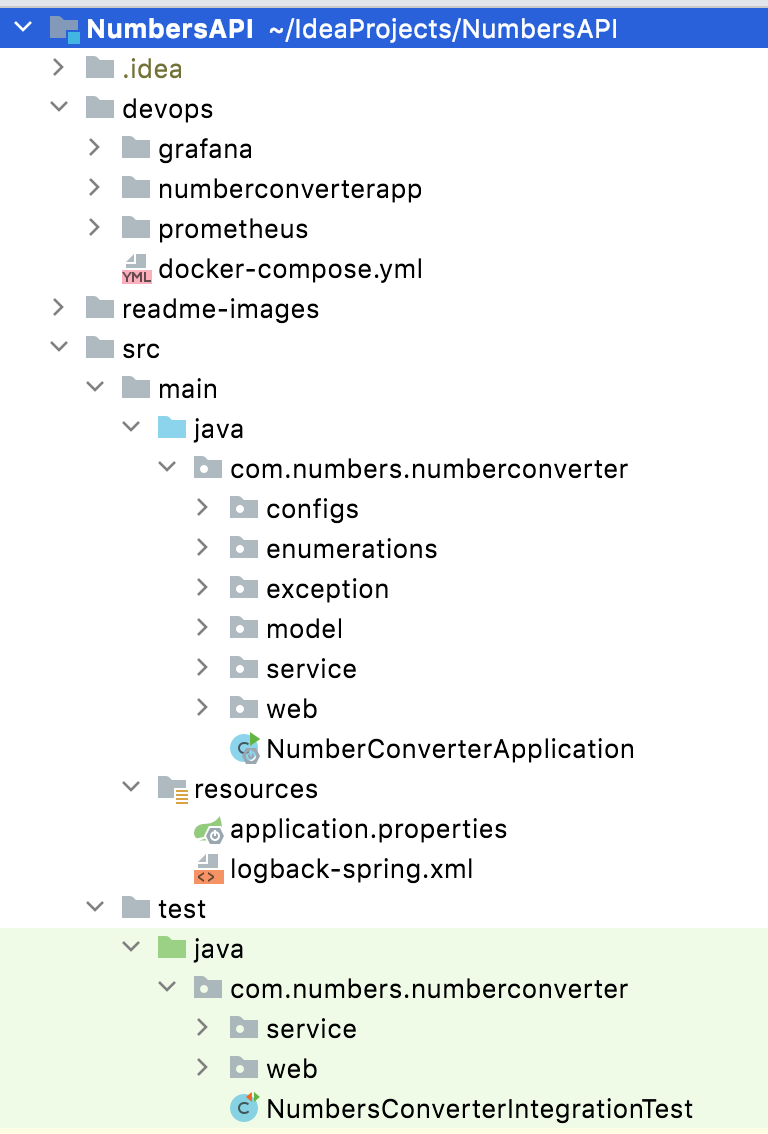 NumbersAPI ~/IdeaProjects/NumbersAPI
.idea
devops
grafana
numberconverterapp
prometheus
YML docker-compose.yml
readme-images
src
main
java
com.numbers.numberconverter
configs
enumerations
exception
model
service
web
C NumberConverterApplication
resources
application.properties
<> logback-spring.xml
test
java
com.numbers.numberconverter
service
web
C NumbersConverterIntegrationTest